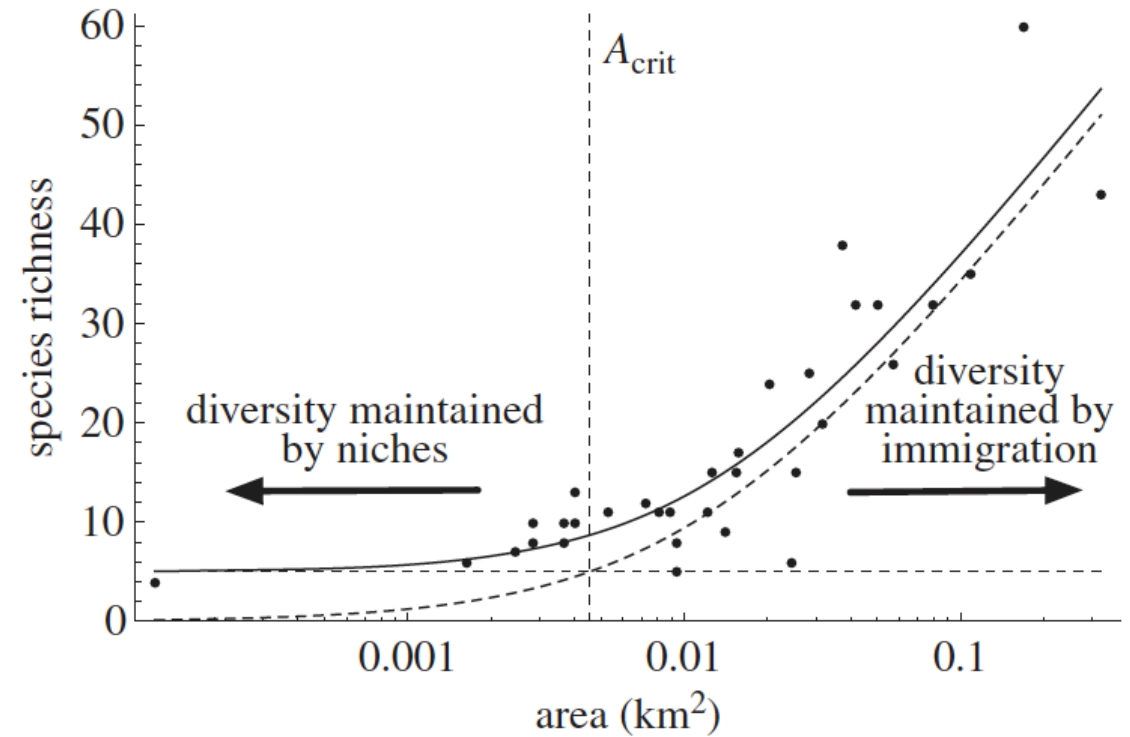 60
A_crit
50
40
30
20
10
0
species richness
diversity maintained
by niches
diversity
maintained by
immigration
0.001
0.01
0.1
area (km²)